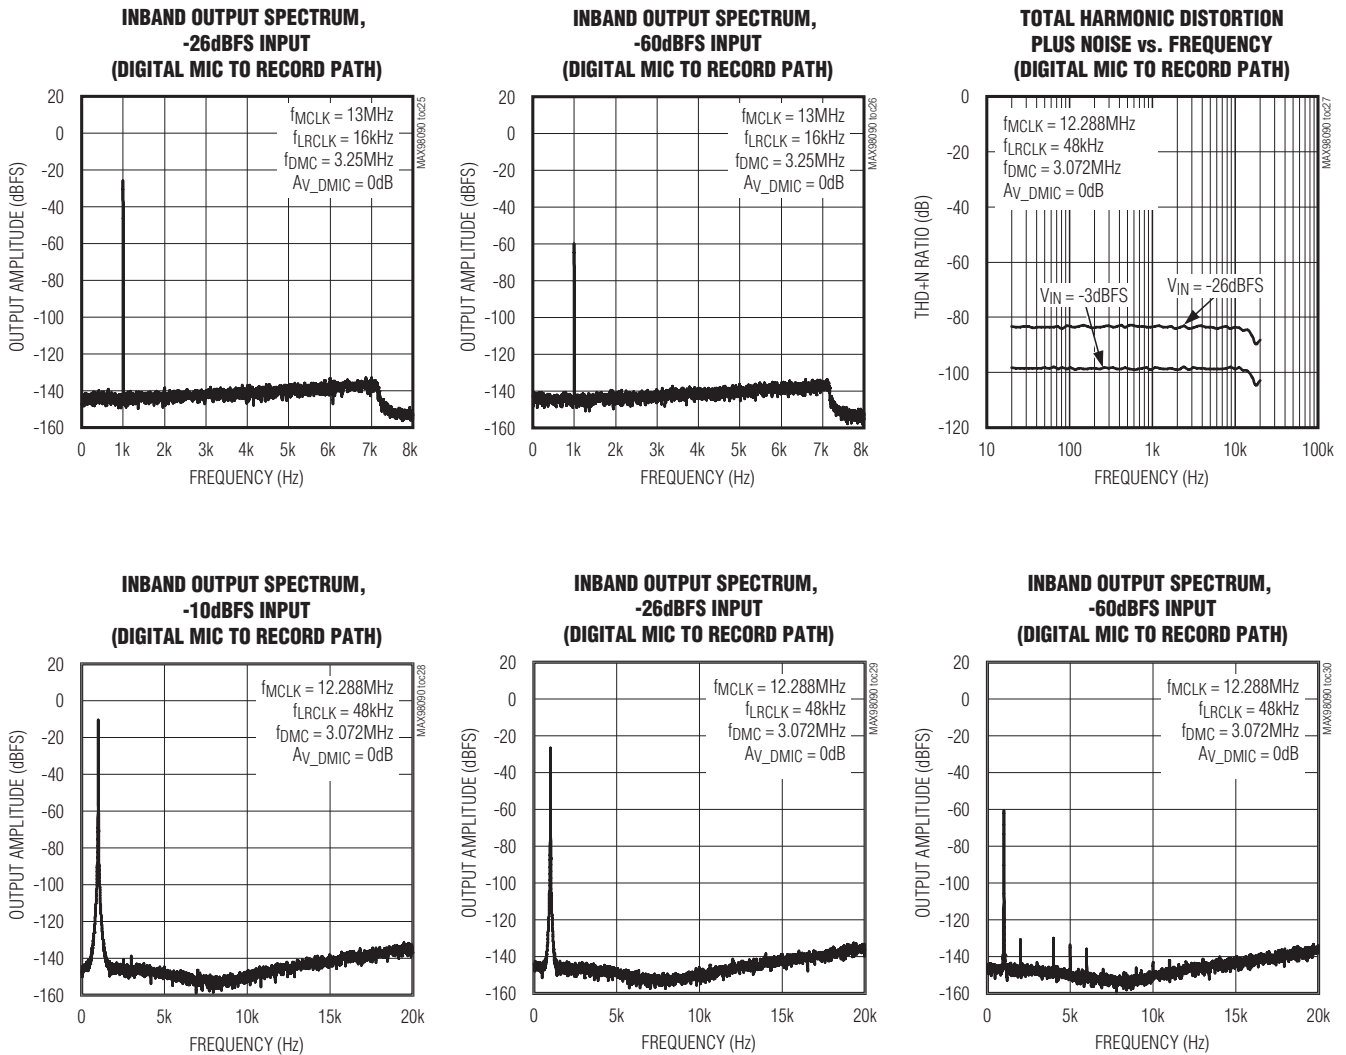 INBAND OUTPUT SPECTRUM,
-26dBFS INPUT
(DIGITAL MIC TO RECORD PATH)
20
0
-20
-40
-60
-80
-100
-120
-140
-160
OUTPUT AMPLITUDE (dBFS)
fMCLK = 13MHz
fLRCLK = 16kHz
fDMC = 3.25MHz
AV_DMIC = 0dB
MAX98090 toc25
0 1k 2k 3k 4k 5k 6k 7k 8k
FREQUENCY (Hz)
INBAND OUTPUT SPECTRUM,
-60dBFS INPUT
(DIGITAL MIC TO RECORD PATH)
20
0
-20
-40
-60
-80
-100
-120
-140
-160
OUTPUT AMPLITUDE (dBFS)
fMCLK = 13MHz
fLRCLK = 16kHz
fDMC = 3.25MHz
AV_DMIC = 0dB
MAX98090 toc26
0 1k 2k 3k 4k 5k 6k 7k 8k
FREQUENCY (Hz)
TOTAL HARMONIC DISTORTION
PLUS NOISE vs. FREQUENCY
(DIGITAL MIC TO RECORD PATH)
0
-20
-40
-60
-80
-100
-120
THD+N RATIO (dB)
fMCLK = 12.288MHz
fLRCLK = 48kHz
fDMC = 3.072MHz
AV_DMIC = 0dB
VIN = -3dBFS
VIN = -26dBFS
MAX98090 toc27
10 100 1k 10k 100k
FREQUENCY (Hz)
INBAND OUTPUT SPECTRUM,
-10dBFS INPUT
(DIGITAL MIC TO RECORD PATH)
20
0
-20
-40
-60
-80
-100
-120
-140
-160
OUTPUT AMPLITUDE (dBFS)
fMCLK = 12.288MHz
fLRCLK = 48kHz
fDMC = 3.072MHz
AV_DMIC = 0dB
MAX98090 toc28
0 5k 10k 15k 20k
FREQUENCY (Hz)
INBAND OUTPUT SPECTRUM,
-26dBFS INPUT
(DIGITAL MIC TO RECORD PATH)
20
0
-20
-40
-60
-80
-100
-120
-140
-160
OUTPUT AMPLITUDE (dBFS)
fMCLK = 12.288MHz
fLRCLK = 48kHz
fDMC = 3.072MHz
AV_DMIC = 0dB
MAX98090 toc29
0 5k 10k 15k 20k
FREQUENCY (Hz)
INBAND OUTPUT SPECTRUM,
-60dBFS INPUT
(DIGITAL MIC TO RECORD PATH)
20
0
-20
-40
-60
-80
-100
-120
-140
-160
OUTPUT AMPLITUDE (dBFS)
fMCLK = 12.288MHz
fLRCLK = 48kHz
fDMC = 3.072MHz
AV_DMIC = 0dB
MAX98090 toc30
0 5k 10k 15k 20k
FREQUENCY (Hz)